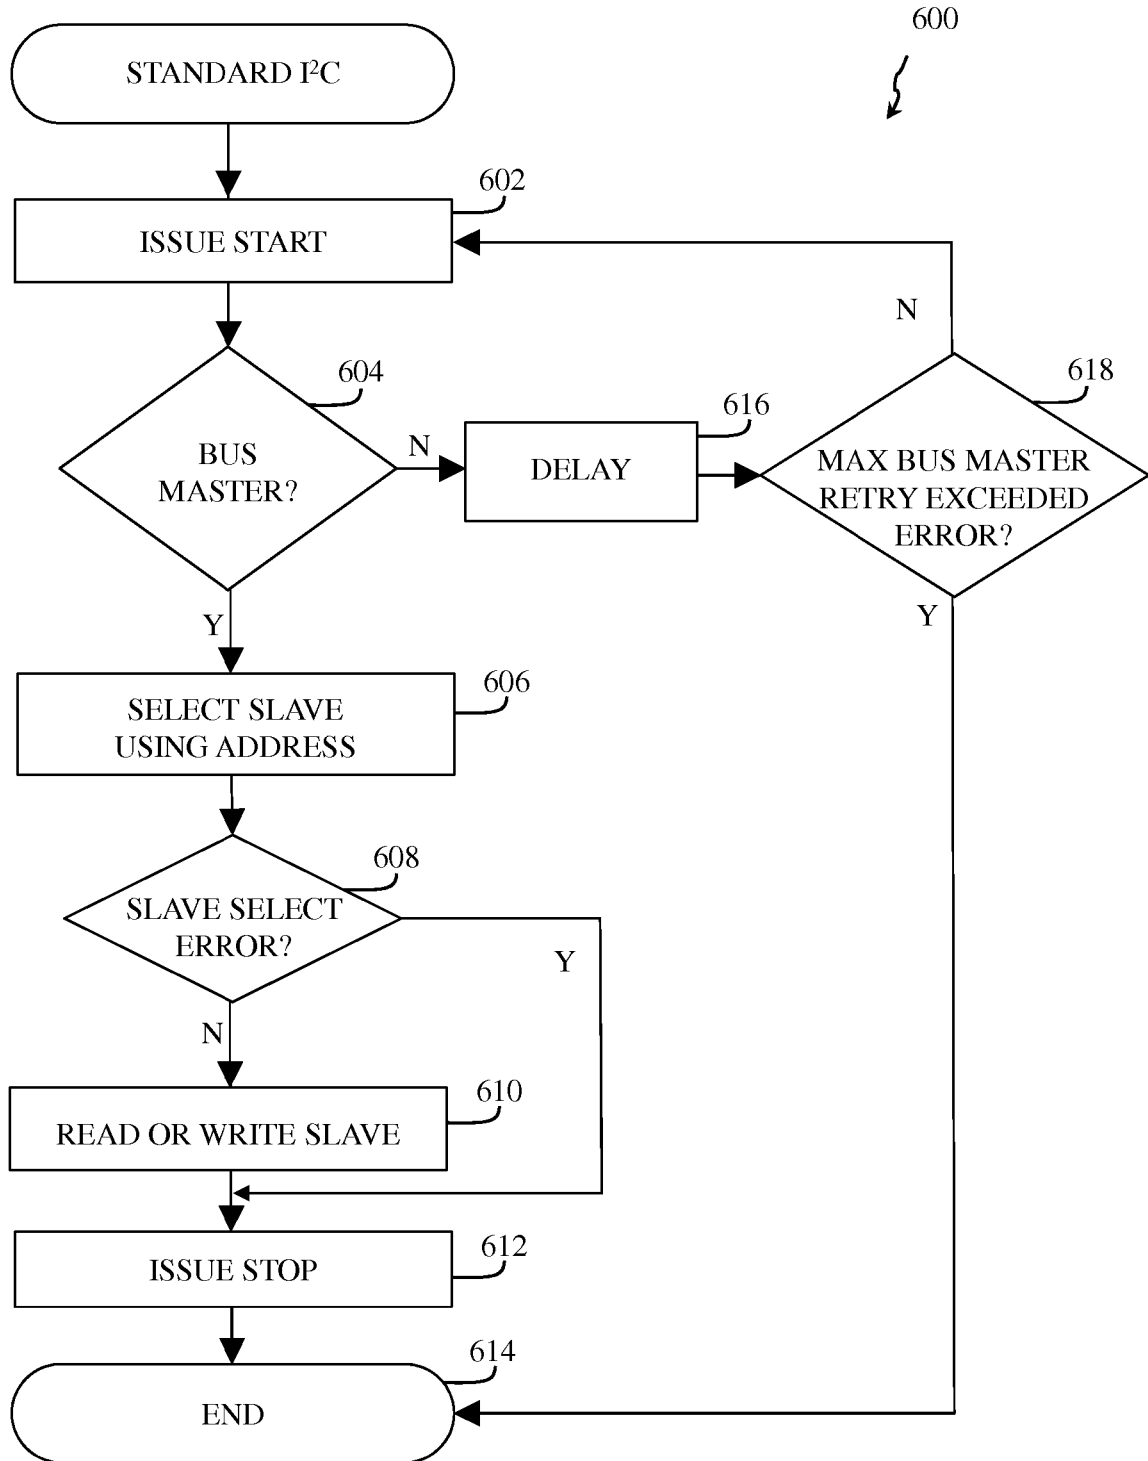 600
STANDARD I²C
602
ISSUE START
N
604
618
616
BUS
MASTER?
N
DELAY
MAX BUS MASTER
RETRY EXCEEDED
ERROR?
Y
Y
606
SELECT SLAVE
USING ADDRESS
608
SLAVE SELECT
ERROR?
Y
N
610
READ OR WRITE SLAVE
612
ISSUE STOP
614
END